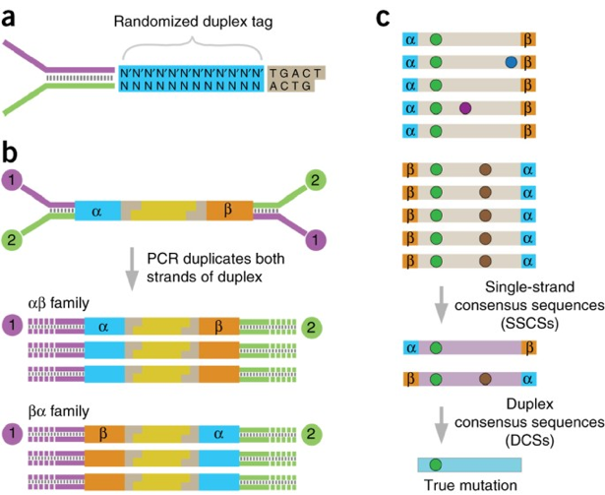 a
Randomized duplex tag
N′N′N′N′N′N′N′N′N′N′N′N′ TGACT
NNNNNNNNNNNN ACTG
b
1 2
α β
2 1
PCR duplicates both
strands of duplex
αβ family
1 α β 2
βα family
1 β α 2
c
α β
α β
α β
α β
α β
β α
β α
β α
β α
β α
Single-strand
consensus sequences
(SSCSs)
α β
β α
Duplex
consensus sequences
(DCSs)
True mutation